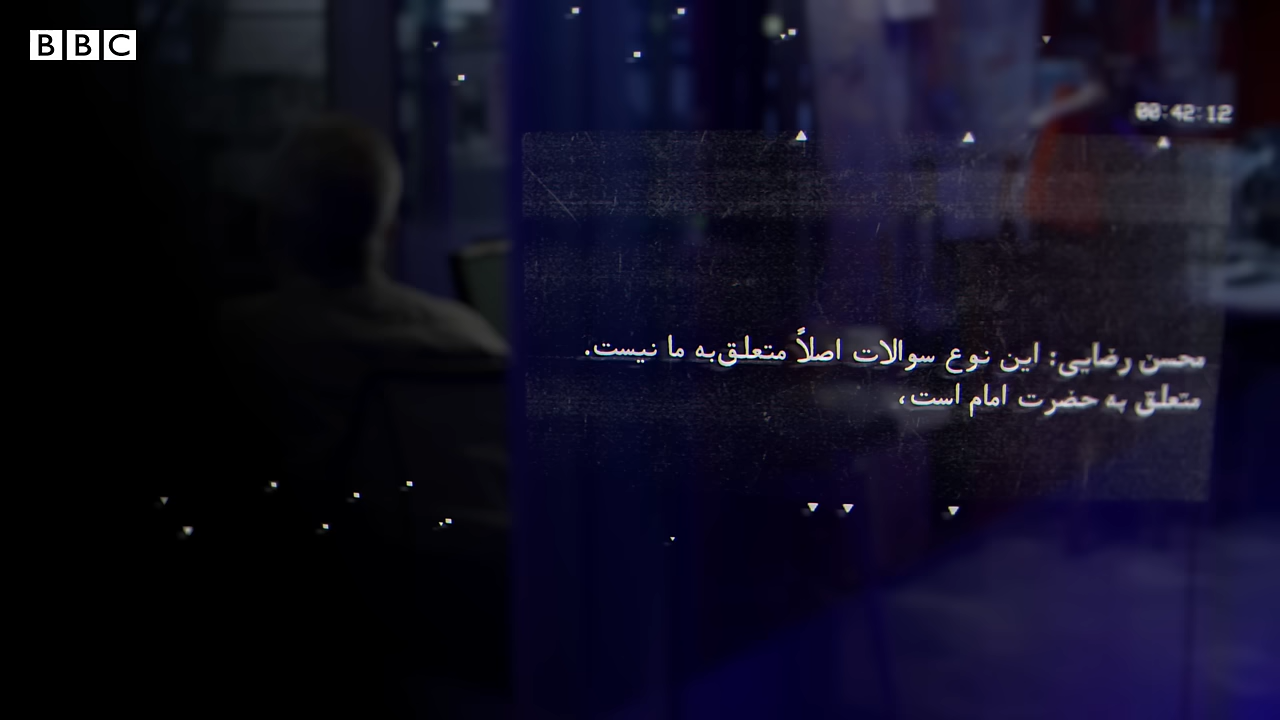 BBC
00:42:12
محسن رضایی: این نوع سوالات اصلاً متعلق‌به ما نیست.
متعلق به حضرت امام است،